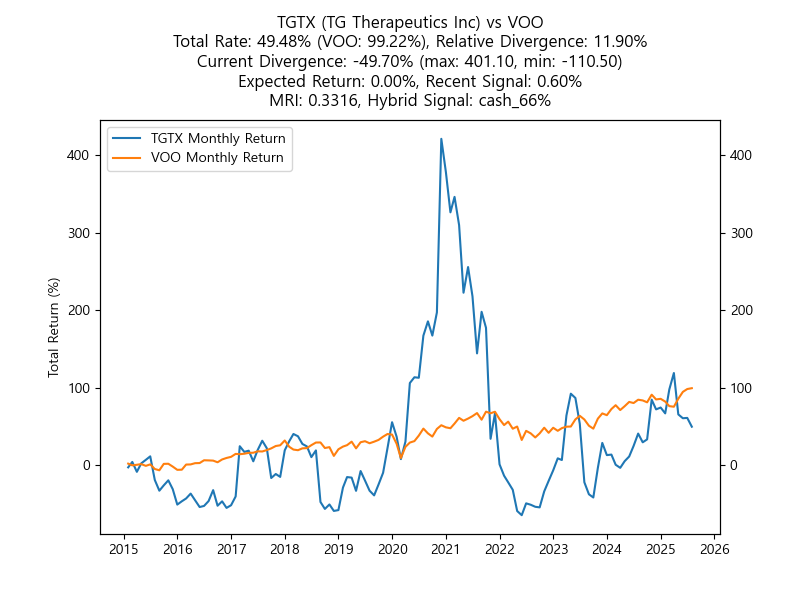 TGTX (TG Therapeutics Inc) vs VOO
Total Rate: 49.48% (VOO: 99.22%), Relative Divergence: 11.90%
Current Divergence: -49.70% (max: 401.10, min: -110.50)
Expected Return: 0.00%, Recent Signal: 0.60%
MRI: 0.3316, Hybrid Signal: cash_66%
TGTX Monthly Return
VOO Monthly Return
Total Return (%)
400
300
200
100
0
400
300
200
100
0
2015 2016 2017 2018 2019 2020 2021 2022 2023 2024 2025 2026